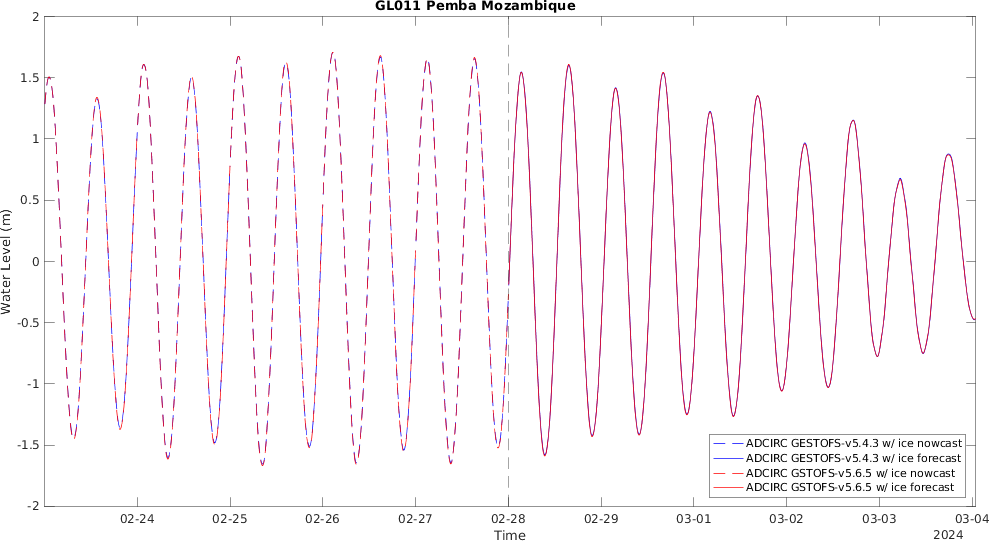 GL011 Pemba Mozambique
2
1.5
1
0.5
0
-0.5
-1
-1.5
-2
Water Level (m)
02-24
02-25
02-26
02-27
02-28
02-29
03-01
03-02
03-03
03-04
Time
2024
ADCIRC GESTOFS-v5.4.3 w/ ice nowcast
ADCIRC GESTOFS-v5.4.3 w/ ice forecast
ADCIRC GSTOFS-v5.6.5 w/ ice nowcast
ADCIRC GSTOFS-v5.6.5 w/ ice forecast